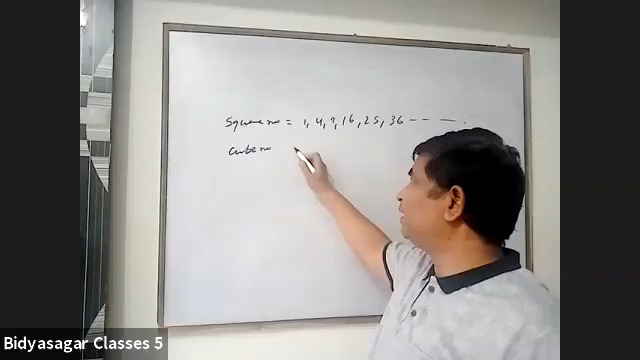 Square no = 1, 4, 9, 16, 25, 36 -- — .
Cube no
Bidyasagar Classes 5